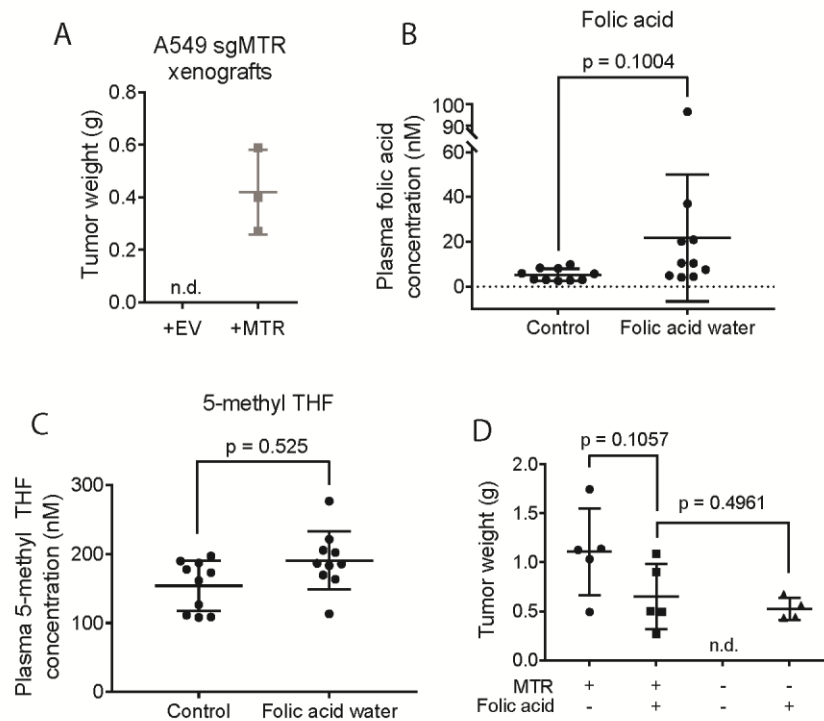 A
A549 sgMTR
xenografts
Tumor weight (g)
0.8
0.6
0.4
0.2
0.0
n.d.
+EV
+MTR
B
Folic acid
p = 0.1004
Plasma folic acid
concentration (nM)
100
90
60
40
20
0
Control
Folic acid water
C
5-methyl THF
p = 0.525
Plasma 5-methyl THF
concentration (nM)
300
200
100
0
Control
Folic acid water
D
p = 0.1057
p = 0.4961
Tumor weight (g)
2.0
1.5
1.0
0.5
0.0
n.d.
MTR + + - -
Folic acid - + - +